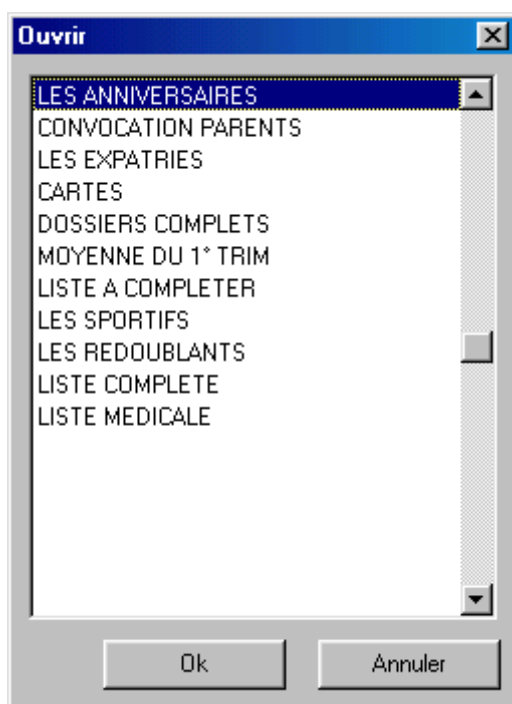 Ouvrir
LES ANNIVERSAIRES
CONVOCATION PARENTS
LES EXPATRIES
CARTES
DOSSIERS COMPLETS
MOYENNE DU 1° TRIM
LISTE A COMPLETER
LES SPORTIFS
LES REDOUBLANTS
LISTE COMPLETE
LISTE MEDICALE
Ok Annuler